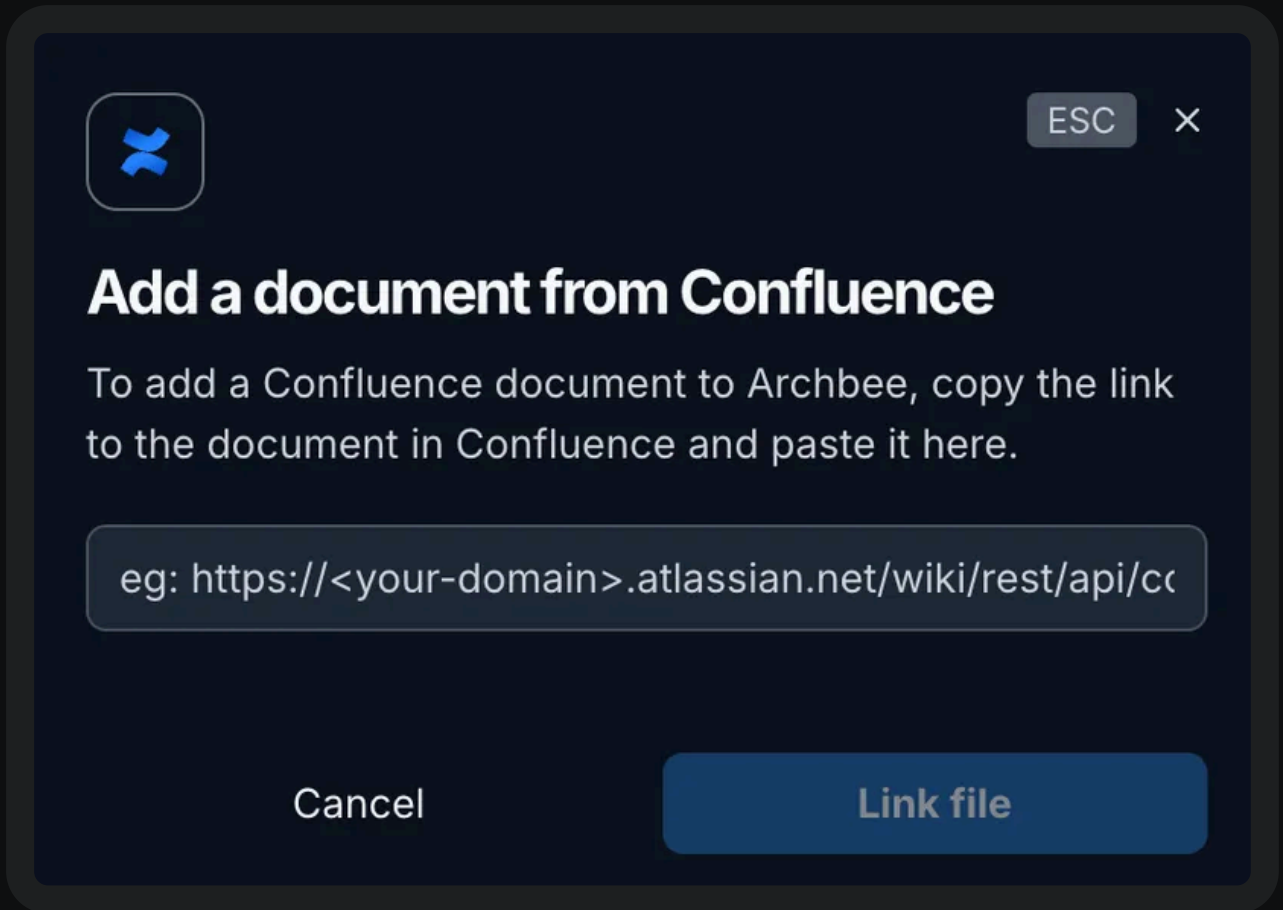 ESC
Add a document from Confluence
To add a Confluence document to Archbee, copy the link
to the document in Confluence and paste it here.
eg: https://<your-domain>.atlassian.net/wiki/rest/api/cc
Cancel
Link file